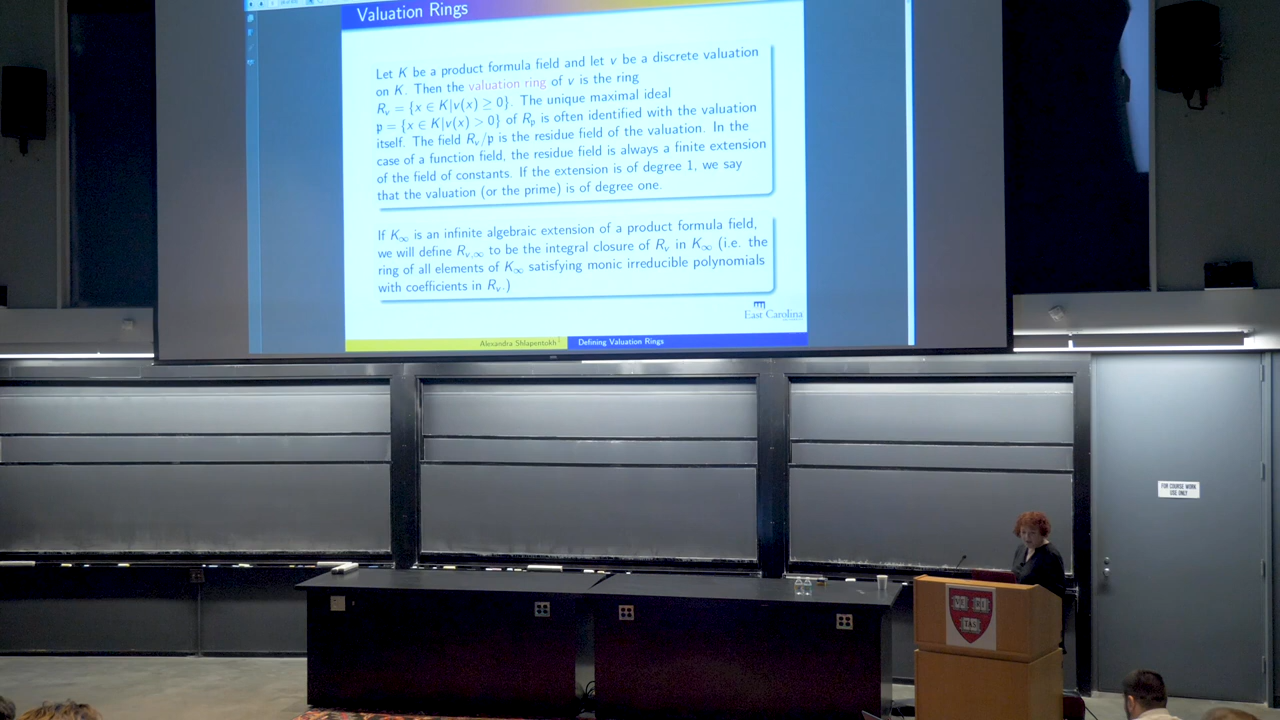 Valuation Rings
Let K be a product formula field and let v be a discrete valuation
on K. Then the valuation ring of v is the ring
R_v = {x ∈ K|v(x) ≥ 0}. The unique maximal ideal
𝔭 = {x ∈ K|v(x) > 0} of R_𝔭 is often identified with the valuation
itself. The field R_v/𝔭 is the residue field of the valuation. In the
case of a function field, the residue field is always a finite extension
of the field of constants. If the extension is of degree 1, we say
that the valuation (or the prime) is of degree one.
If K_∞ is an infinite algebraic extension of a product formula field,
we will define R_{v,∞} to be the integral closure of R_v in K_∞ (i.e. the
ring of all elements of K_∞ satisfying monic irreducible polynomials
with coefficients in R_v.)
East Carolina
Alexandra Shlapentokh
Defining Valuation Rings
FOR COURSE WORK
USE ONLY
VE RI
TAS